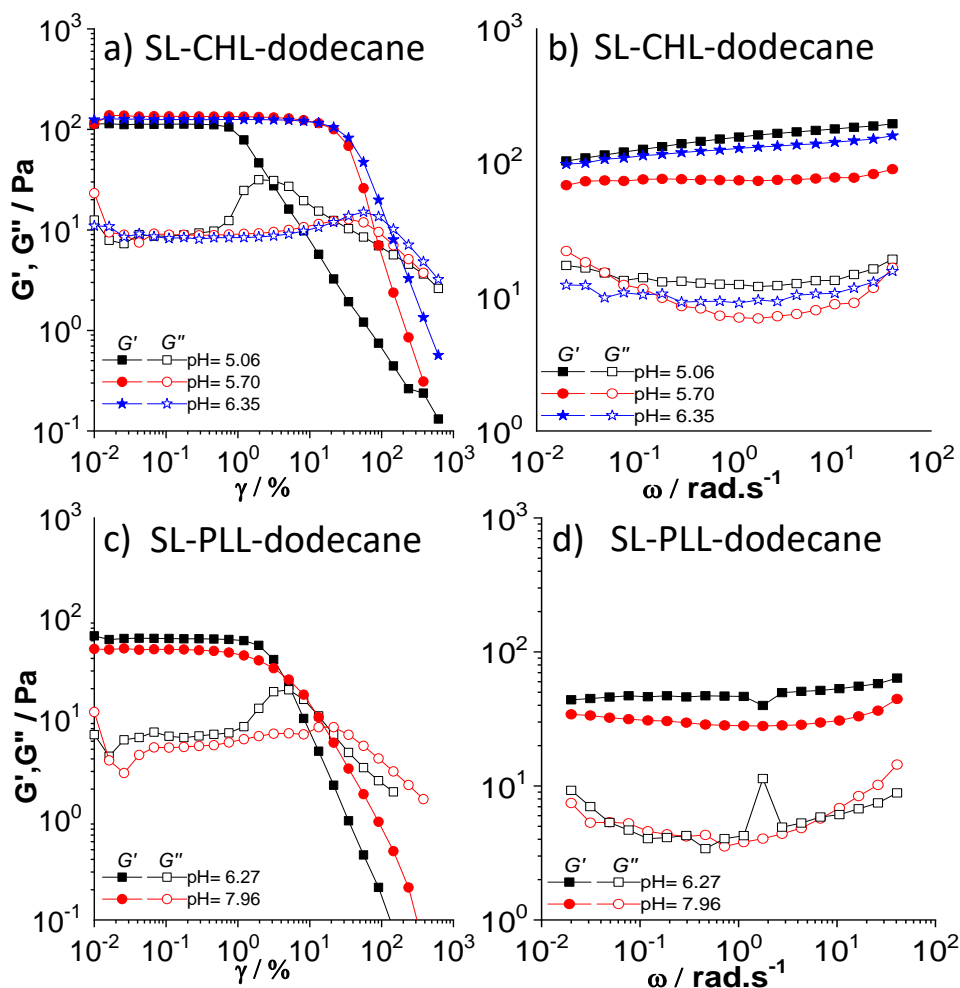 a) SL-CHL-dodecane
10³
10²
10¹
10⁰
10⁻¹
G', G" / Pa
G' G"
pH= 5.06
pH= 5.70
pH= 6.35
10⁻² 10⁻¹ 10⁰ 10¹ 10² 10³
γ / %
b) SL-CHL-dodecane
10³
10²
10¹
10⁰
G' G"
pH= 5.06
pH= 5.70
pH= 6.35
10⁻² 10⁻¹ 10⁰ 10¹ 10²
ω / rad.s⁻¹
c) SL-PLL-dodecane
10³
10²
10¹
10⁰
10⁻¹
G',G" / Pa
G' G"
pH= 6.27
pH= 7.96
10⁻² 10⁻¹ 10⁰ 10¹ 10² 10³
γ / %
d) SL-PLL-dodecane
10³
10²
10¹
10⁰
G' G"
pH= 6.27
pH= 7.96
10⁻² 10⁻¹ 10⁰ 10¹ 10²
ω / rad.s⁻¹